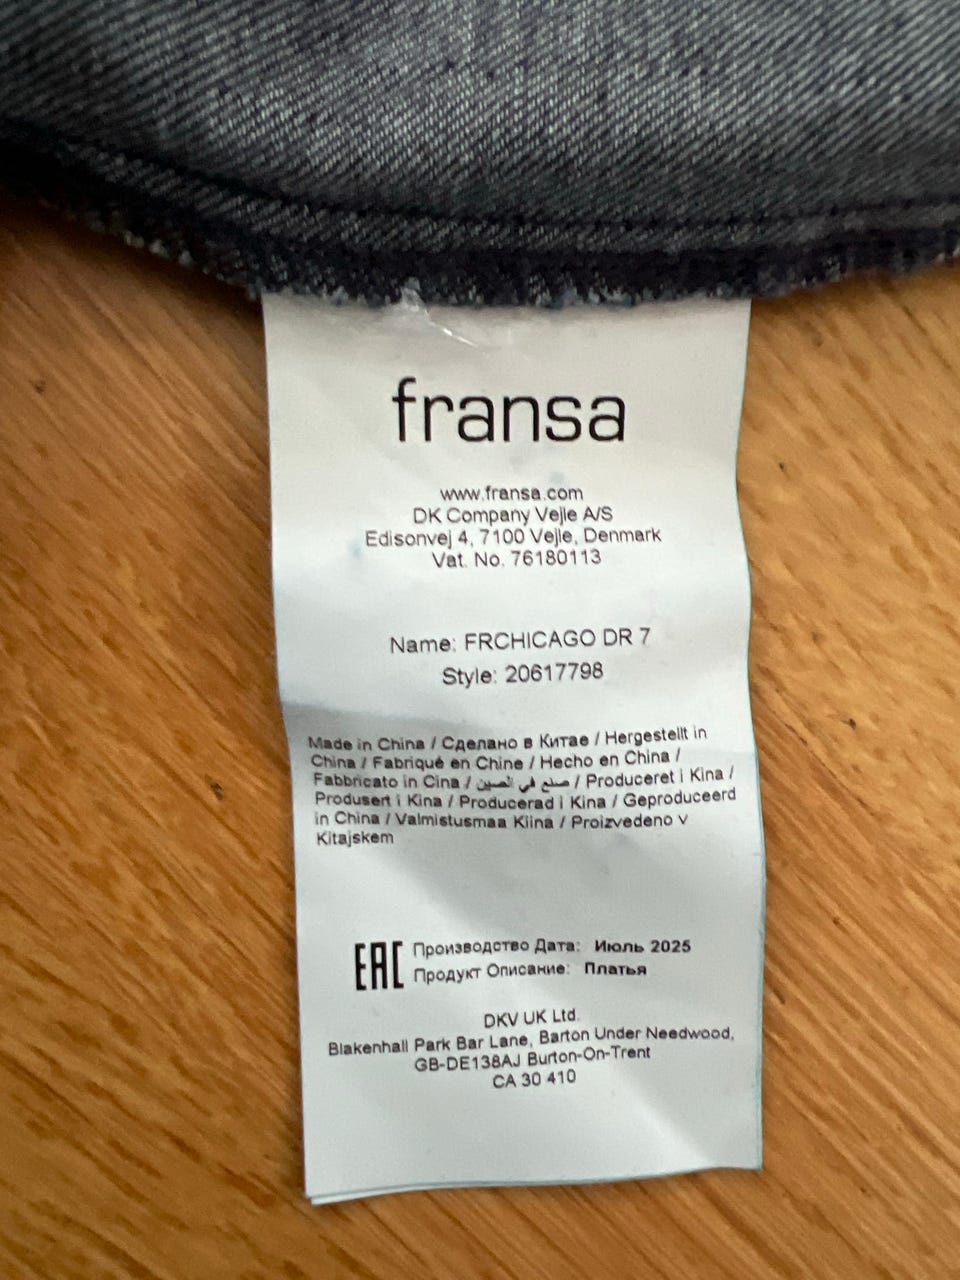 fransa
www.fransa.com
DK Company Vejle A/S
Edisonvej 4, 7100 Vejle, Denmark
Vat. No. 76180113
Name: FRCHICAGO DR 7
Style: 20617798
Made in China / Сделано в Китае / Hergestellt in
China / Fabriqué en Chine / Hecho en China /
Fabbricato in Cina / صنع في الصين / Produceret i Kina /
Produsert i Kina / Producerad i Kina / Geproduceerd
in China / Valmistusmaa Kiina / Proizvedeno v
Kitajskem
EAC Производство Дата: Июль 2025
Продукт Описание: Платья
DKV UK Ltd.
Blakenhall Park Bar Lane, Barton Under Needwood,
GB-DE138AJ Burton-On-Trent
CA 30 410